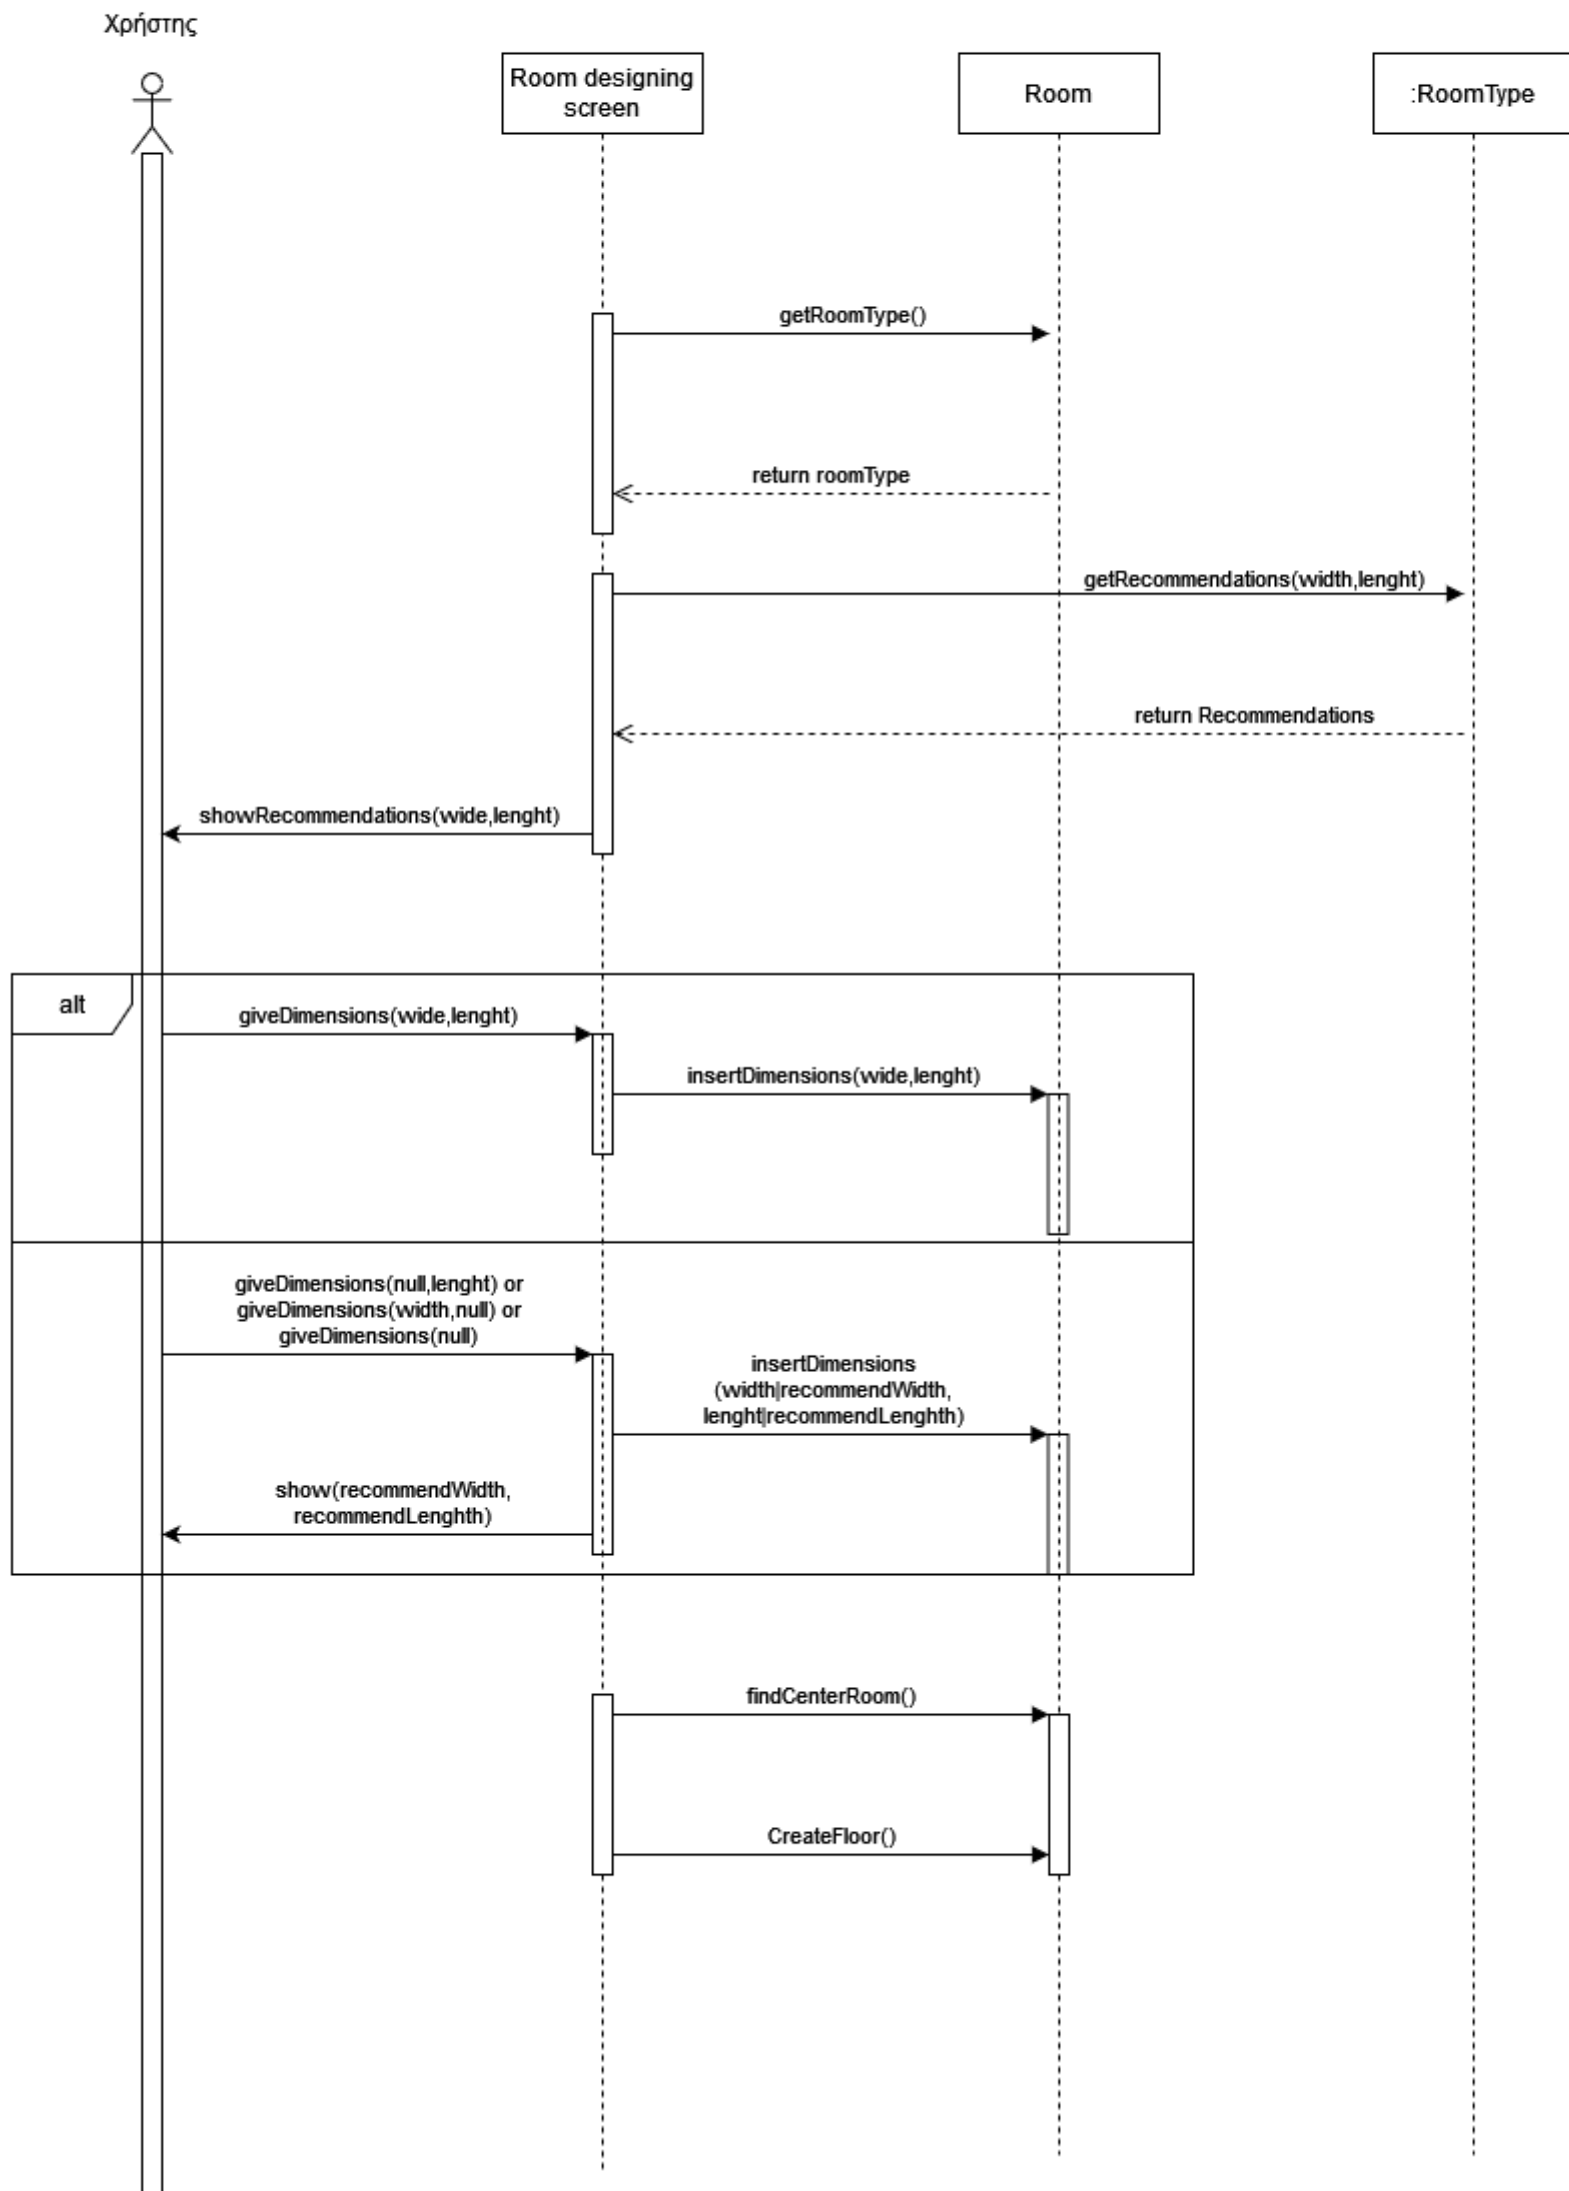 Χρήστης
Room designing
screen
Room
:RoomType
getRoomType()
return roomType
getRecommendations(width,lenght)
return Recommendations
showRecommendations(wide,lenght)
alt
giveDimensions(wide,lenght)
insertDimensions(wide,lenght)
giveDimensions(null,lenght) or
giveDimensions(width,null) or
giveDimensions(null)
insertDimensions
(width|recommendWidth,
lenght|recommendLenghth)
show(recommendWidth,
recommendLenghth)
findCenterRoom()
CreateFloor()